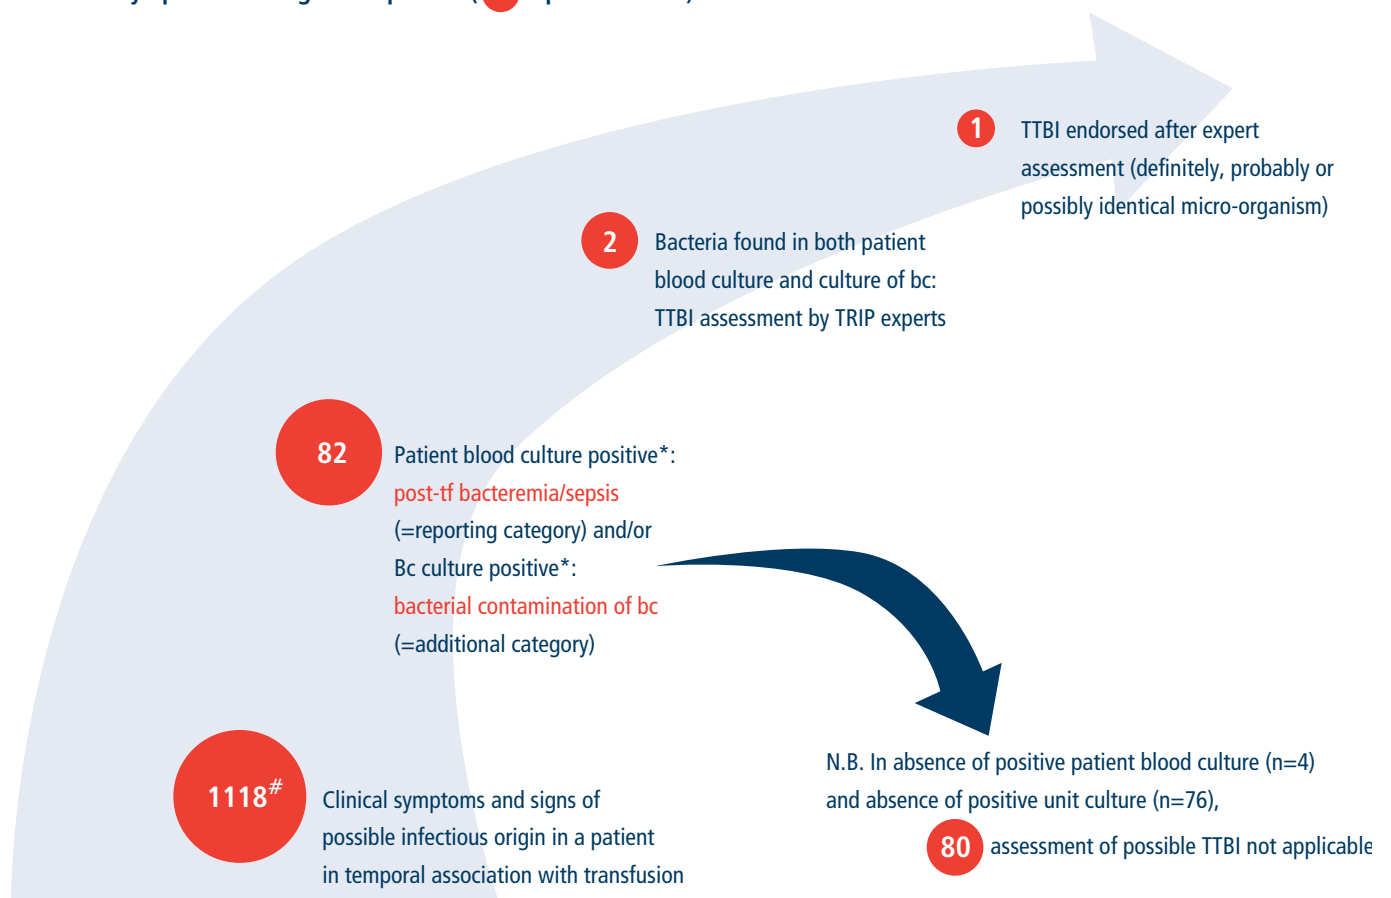 1
TTBI endorsed after expert
assessment (definitely, probably or
possibly identical micro-organism)
2
Bacteria found in both patient
blood culture and culture of bc:
TTBI assessment by TRIP experts
82
Patient blood culture positive*:
post-tf bacteremia/sepsis
(=reporting category) and/or
Bc culture positive*:
bacterial contamination of bc
(=additional category)
N.B. In absence of positive patient blood culture (n=4)
and absence of positive unit culture (n=76),
80 assessment of possible TTBI not applicable
1118#
Clinical symptoms and signs of
possible infectious origin in a patient
in temporal association with transfusion